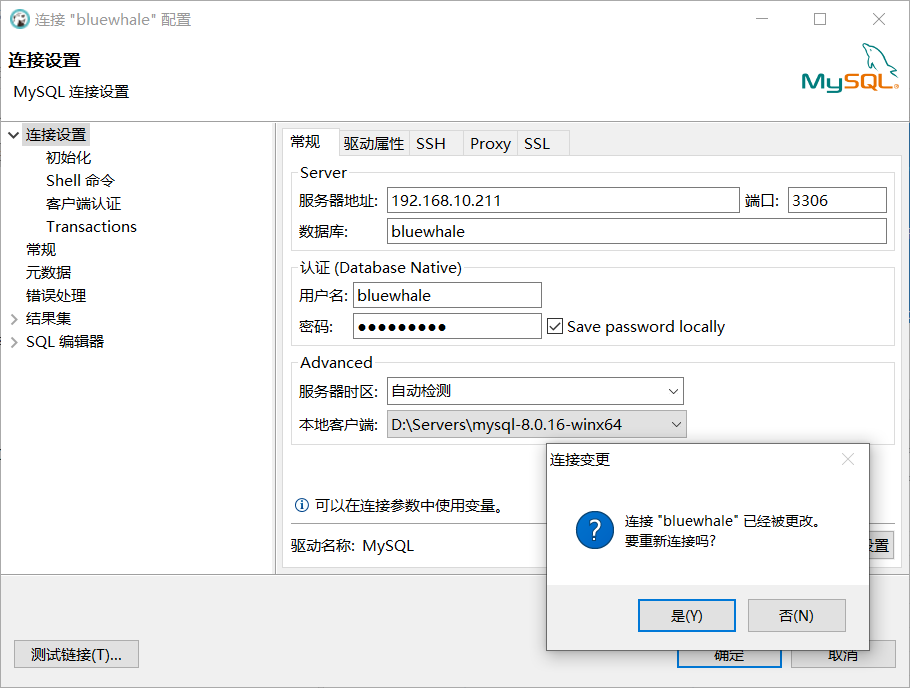 连接 "bluewhale" 配置
连接设置
MySQL 连接设置
MySQL
连接设置
初始化
Shell 命令
客户端认证
Transactions
常规
元数据
错误处理
结果集
SQL 编辑器
常规 驱动属性 SSH Proxy SSL
Server
服务器地址: 192.168.10.211 端口: 3306
数据库: bluewhale
认证 (Database Native)
用户名: bluewhale
密码: ●●●●●●●●● Save password locally
Advanced
服务器时区: 自动检测
本地客户端: D:\Servers\mysql-8.0.16-winx64
可以在连接参数中使用变量。
驱动名称: MySQL
置
连接变更
连接 "bluewhale" 已经被更改。
要重新连接吗?
是(Y) 否(N)
测试链接(T)... 确定 取消